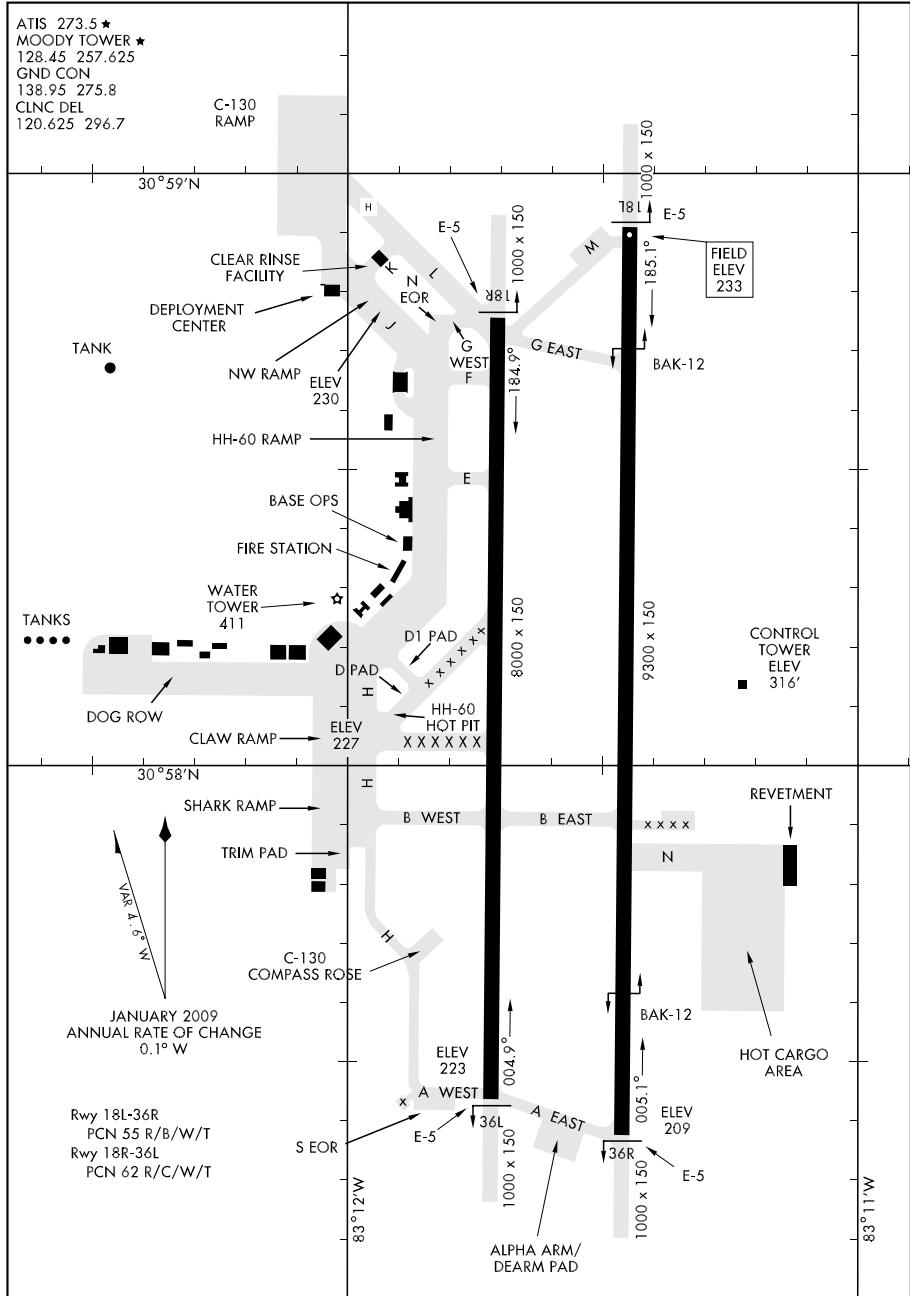 ATIS 273.5 ★
MOODY TOWER ★
128.45 257.625
GND CON
138.95 275.8
CLNC DEL
120.625 296.7
C-130
RAMP
30°59'N
H
E-5
1000 x 150
1000 x 150
18L
E-5
M
FIELD
ELEV
233
185.1°
CLEAR RINSE
FACILITY
K
L
N
EOR
18R
DEPLOYMENT
CENTER
J
G
WEST
F
G EAST
184.9°
BAK-12
TANK
NW RAMP
ELEV
230
HH-60 RAMP
E
BASE OPS
FIRE STATION
WATER
TOWER
411
TANKS
D1 PAD
X X X X X X
8000 x 150
9300 x 150
CONTROL
TOWER
ELEV
316'
D PAD
H
DOG ROW
HH-60
HOT PIT
ELEV
227
CLAW RAMP
X X X X X X
30°58'N
H
SHARK RAMP
REVETMENT
B WEST
B EAST
x x x x
TRIM PAD
N
VAR 4.6° W
H
C-130
COMPASS ROSE
JANUARY 2009
ANNUAL RATE OF CHANGE
0.1° W
BAK-12
HOT CARGO
AREA
ELEV
223
004.9°
005.1°
A WEST
x
36L
A EAST
ELEV
209
Rwy 18L-36R
PCN 55 R/B/W/T
Rwy 18R-36L
PCN 62 R/C/W/T
S EOR
E-5
36R
E-5
1000 x 150
1000 x 150
83°12'W
83°11'W
ALPHA ARM/
DEARM PAD